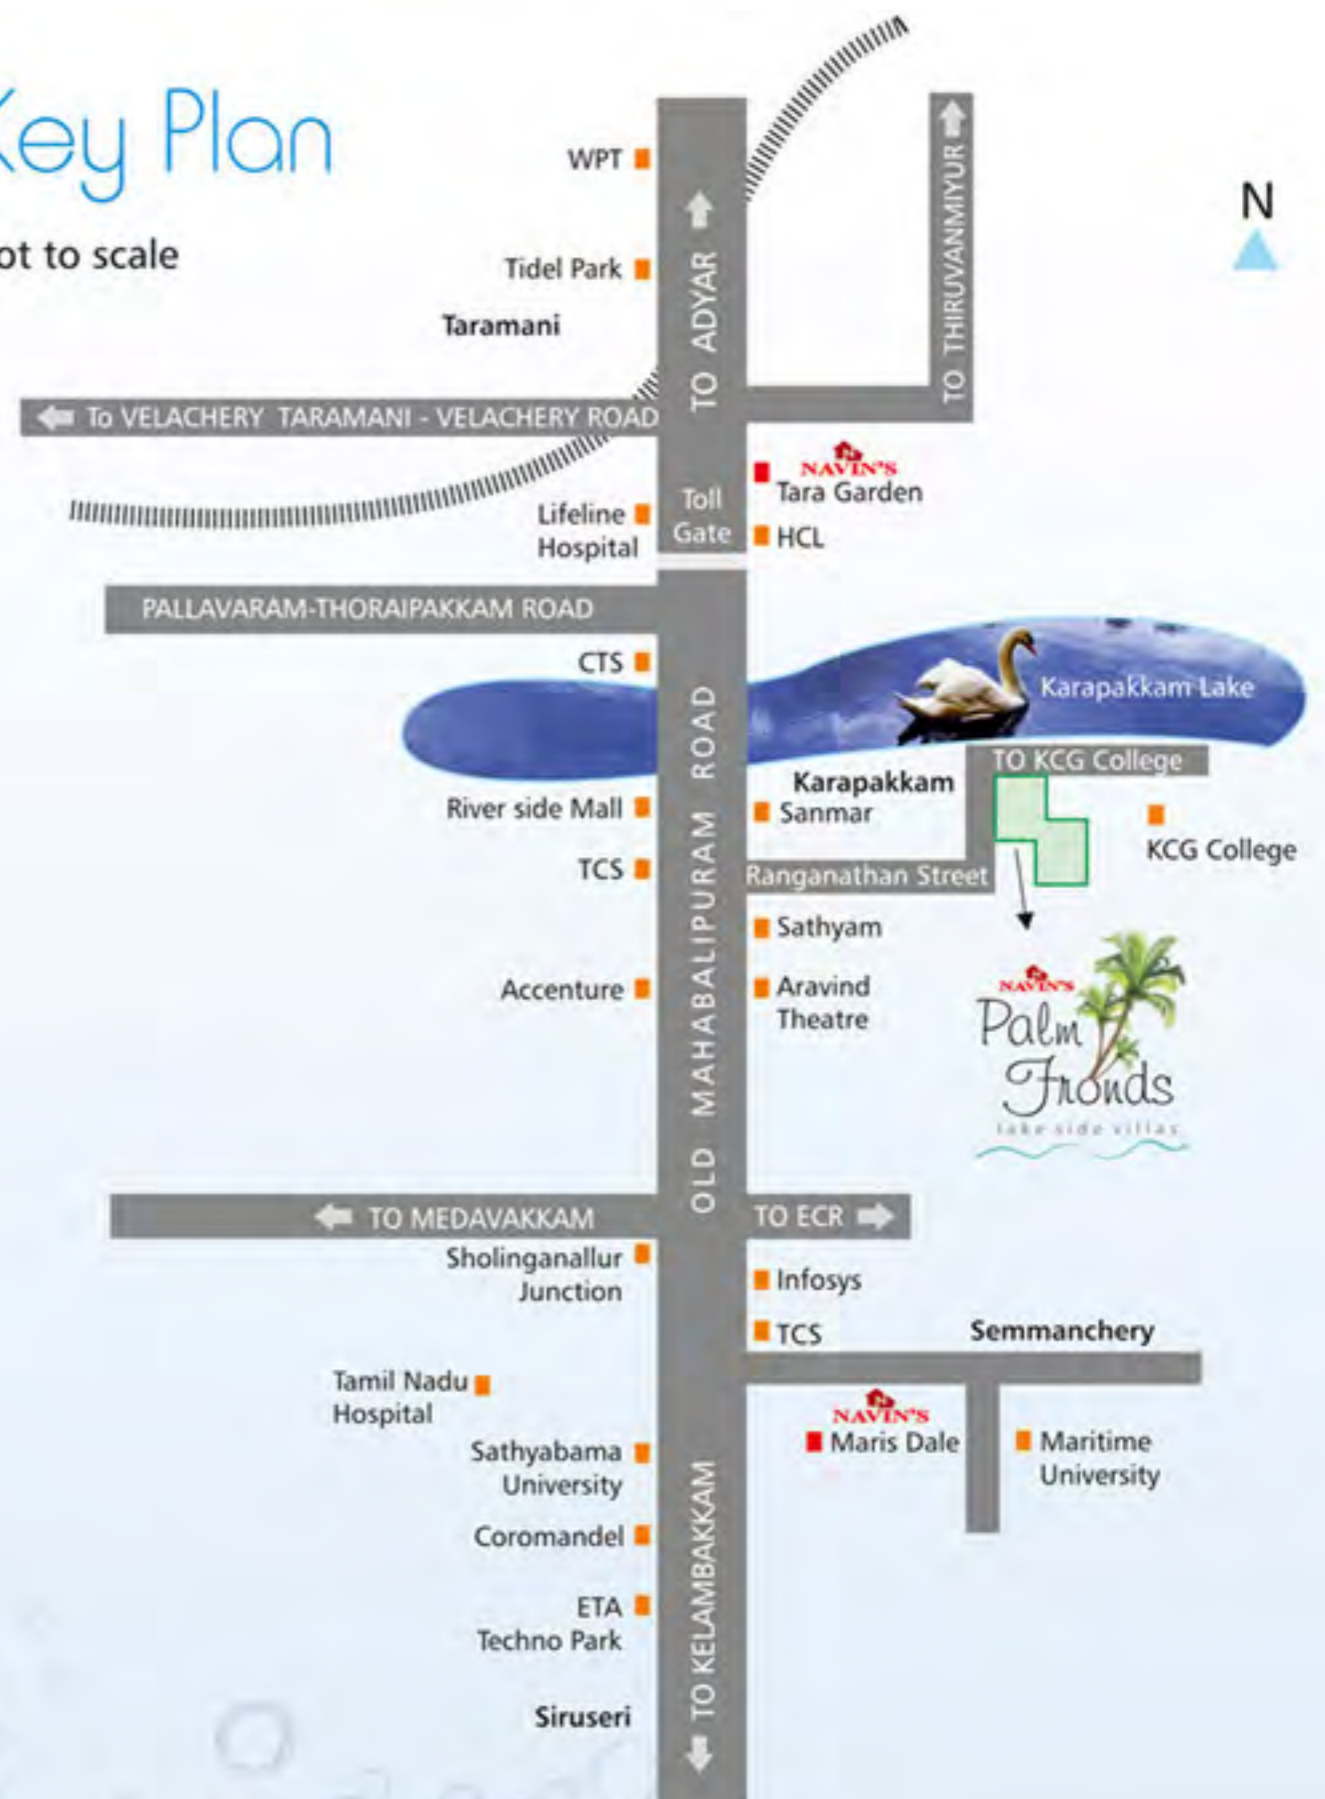 Key Plan
ot to scale
N
WPT
Tidel Park
Taramani
TO ADYAR
TO THIRUVANMIYUR
To VELACHERY TARAMANI - VELACHERY ROAD
NAVIN'S
Tara Garden
Lifeline
Hospital
Toll
Gate
HCL
PALLAVARAM-THORAIPAKKAM ROAD
CTS
Karapakkam Lake
TO KCG College
Karapakkam
River side Mall
Sanmar
KCG College
TCS
Ranganathan Street
OLD MAHABALIPURAM ROAD
Sathyam
Accenture
Aravind
Theatre
NAVIN'S
Palm
Fronds
lake side villas
TO MEDAVAKKAM
TO ECR
Sholinganallur
Junction
Infosys
TCS
Semmanchery
Tamil Nadu
Hospital
NAVIN'S
Maris Dale
Maritime
University
Sathyabama
University
Coromandel
TO KELAMBAKKAM
ETA
Techno Park
Siruseri